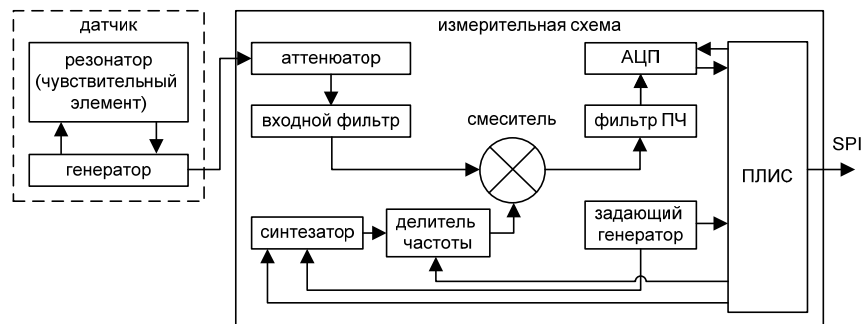 датчик
резонатор
(чувствительный
элемент)
генератор
измерительная схема
аттенюатор
входной фильтр
смеситель
АЦП
фильтр ПЧ
ПЛИС
SPI
синтезатор
делитель
частоты
задающий
генератор